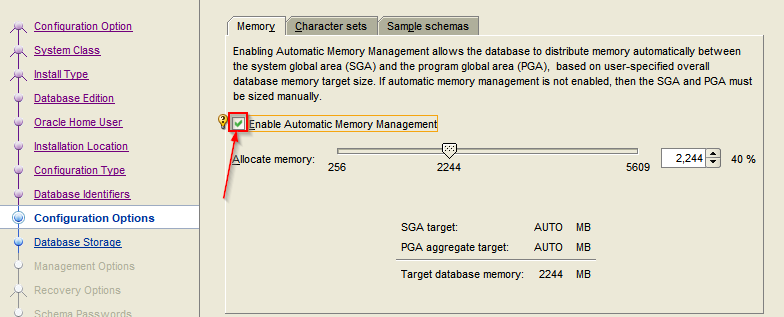 Configuration Option
System Class
Install Type
Database Edition
Oracle Home User
Installation Location
Configuration Type
Database Identifiers
Configuration Options
Database Storage
Management Options
Recovery Options
Schema Passwords
Memory Character sets Sample schemas
Enabling Automatic Memory Management allows the database to distribute memory automatically between
the system global area (SGA) and the program global area (PGA), based on user-specified overall
database memory target size. If automatic memory management is not enabled, then the SGA and PGA must
be sized manually.
Enable Automatic Memory Management
Allocate memory: 2,244 40 %
256 2244 5609
SGA target: AUTO MB
PGA aggregate target: AUTO MB
Target database memory: 2244 MB